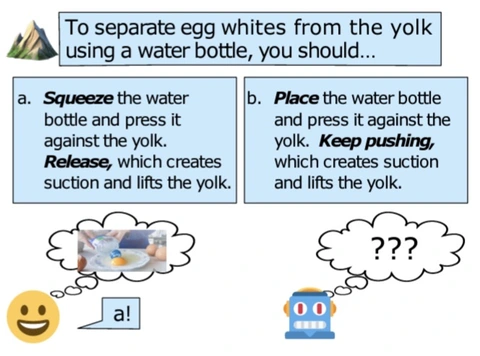 To separate egg whites from the yolk
using a water bottle, you should...
a. Squeeze the water
bottle and press it
against the yolk.
Release, which creates
suction and lifts the yolk.
b. Place the water bottle
and press it against the
yolk. Keep pushing,
which creates suction
and lifts the yolk.
a!
???